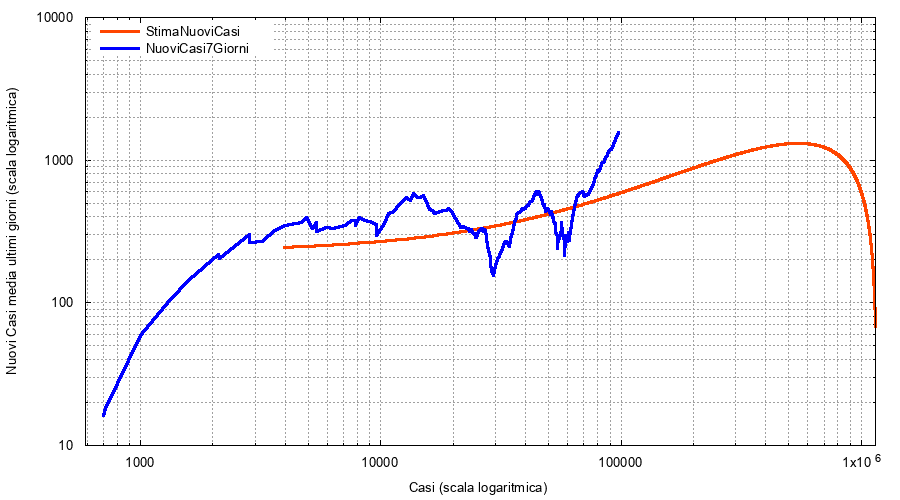 StimaNuoviCasi
NuoviCasi7Giorni
10000
1000
100
10
Nuovi Casi media ultimi giorni (scala logaritmica)
1000 10000 100000 1x10 6
Casi (scala logaritmica)